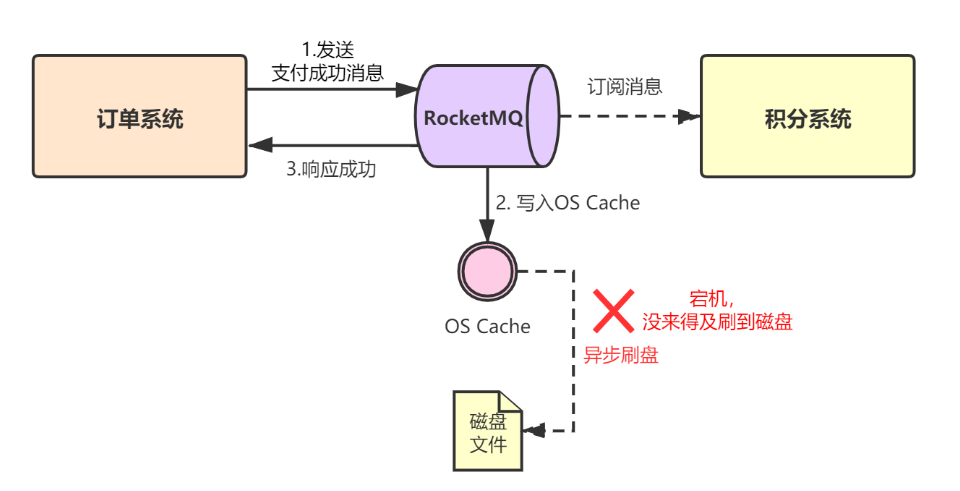 1.发送
支付成功消息
订单系统
RocketMQ
订阅消息
积分系统
3.响应成功
2. 写入OS Cache
OS Cache
宕机，
没来得及刷到磁盘
异步刷盘
磁盘
文件